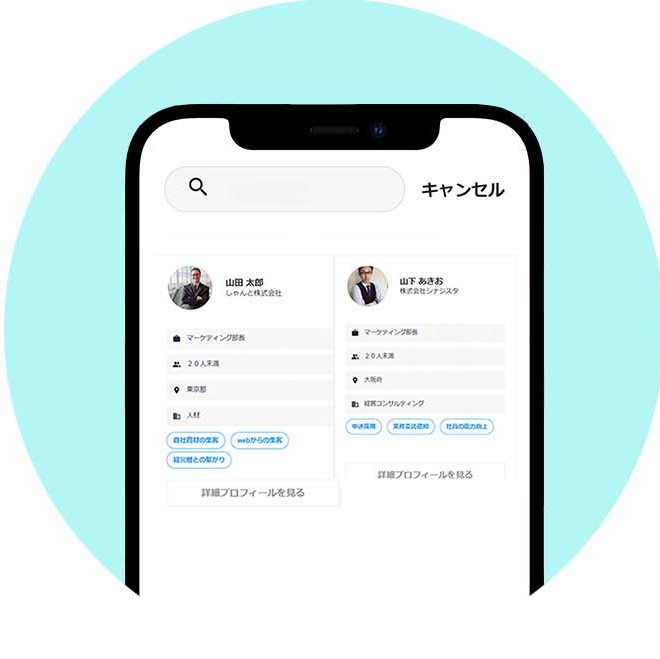 キャンセル
山田 太郎
しゃんと株式会社
マーケティング部長
２０人未満
東京都
人材
自社商材の集客
webからの集客
経営層との繋がり
詳細プロフィールを見る
山下 あきお
株式会社シナジスタ
マーケティング部長
２０人未満
大阪府
経営コンサルティング
中途採用
業務委託依頼
社員の能力向上
詳細プロフィールを見る